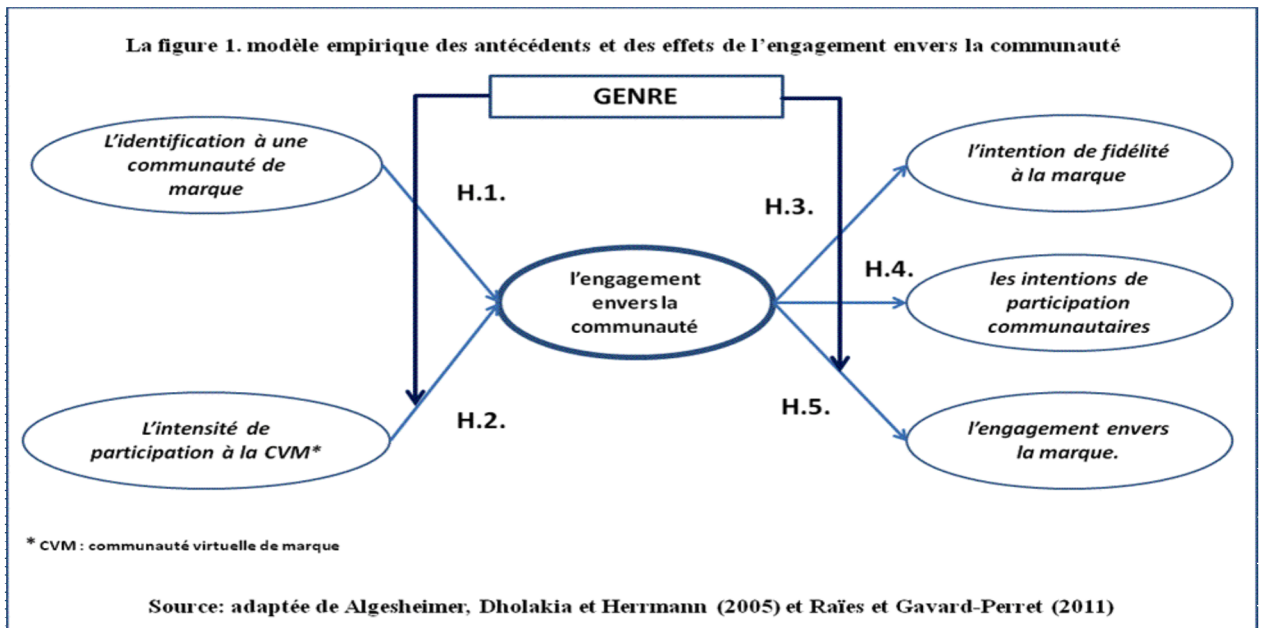 La figure 1. modèle empirique des antécédents et des effets de l’engagement envers la communauté
GENRE
L’identification à une
communauté de
marque
H.1.
H.3.
l’intention de fidélité
à la marque
l’engagement
envers la
communauté
H.4.
les intentions de
participation
communautaires
L’intensité de
participation à la CVM*
H.2.
H.5.
l’engagement envers
la marque.
* CVM : communauté virtuelle de marque
Source: adaptée de Algesheimer, Dholakia et Herrmann (2005) et Raïes et Gavard-Perret (2011)